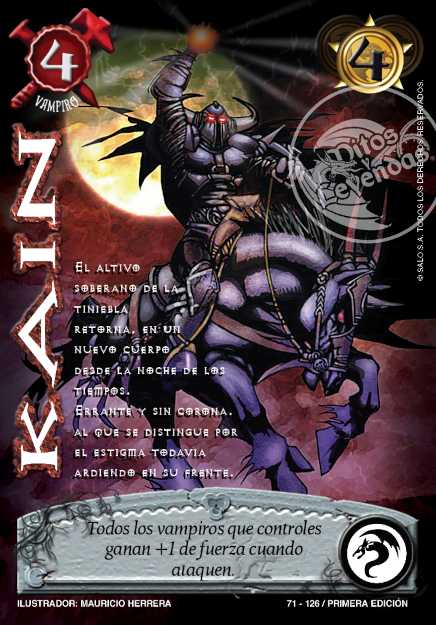 4
VAMPIRO
4
Mitos y
Leyendas
© SALO S.A. TODOS LOS DERECHOS RESERVADOS.
KAIN
El altivo
soberano de la
tiniebla
retorna, en un
nuevo cuerpo
desde la noche de los
tiempos.
Errante y sin corona.
al que se distingue por
el estigma todavia
ardiendo en su frente.
Todos los vampiros que controles
ganan +1 de fuerza cuando
ataquen.
ILUSTRADOR: MAURICIO HERRERA
71 - 126 / PRIMERA EDICIÓN